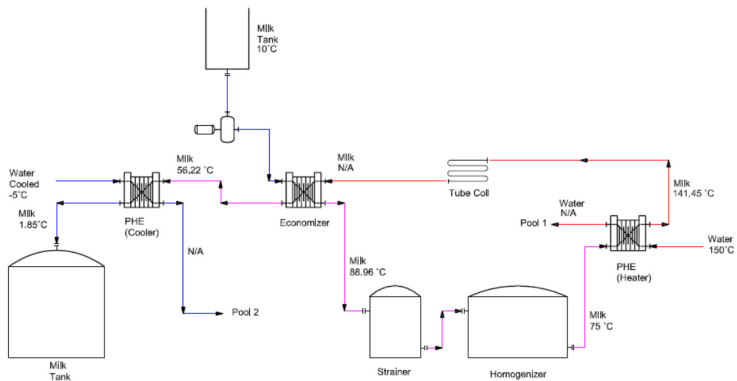 Milk
Tank
10°C
Water
Cooled
-5°C
Milk
56,22 °C
Milk
N/A
Tube Coil
Milk
141,45 °C
Water
N/A
Pool 1
Water
150°C
PHE
(Heater)
Milk
1.85°C
PHE
(Cooler)
Economizer
N/A
Pool 2
Milk
88.96 °C
Milk
75 °C
Strainer
Homogenizer
Milk
Tank